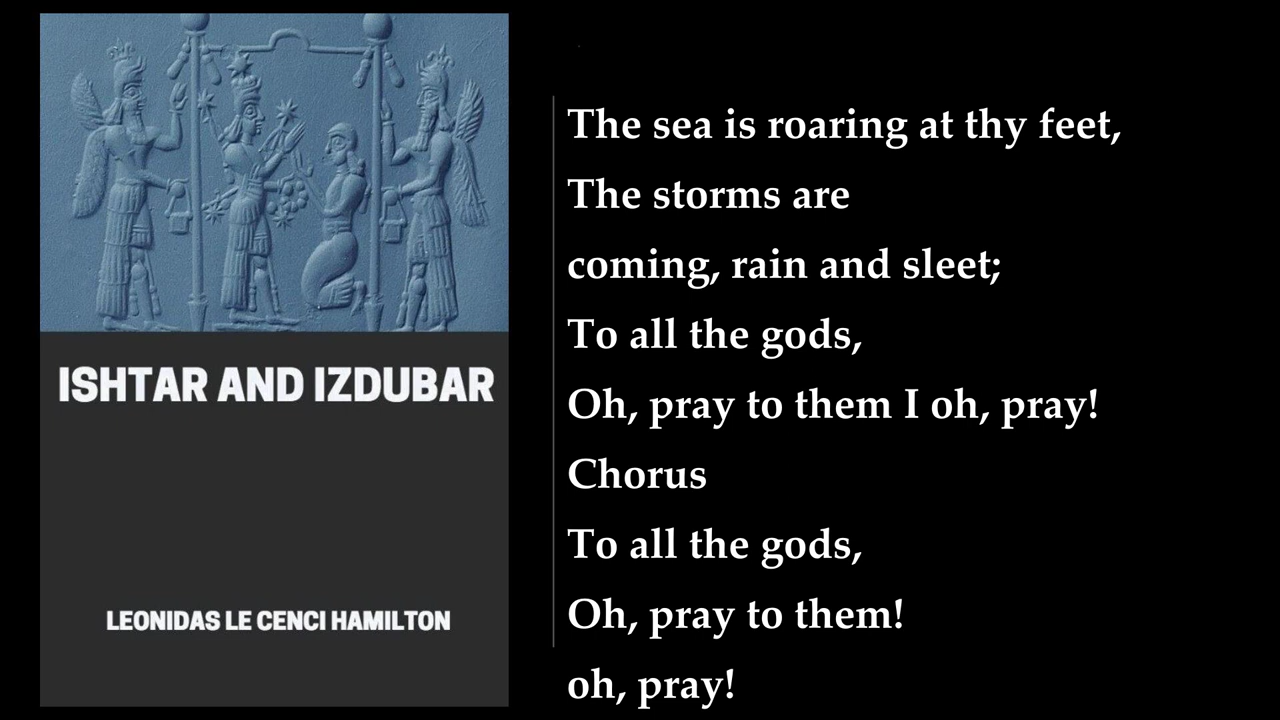 ISHTAR AND IZDUBAR
LEONIDAS LE CENCI HAMILTON
The sea is roaring at thy feet,
The storms are
coming, rain and sleet;
To all the gods,
Oh, pray to them I oh, pray!
Chorus
To all the gods,
Oh, pray to them!
oh, pray!